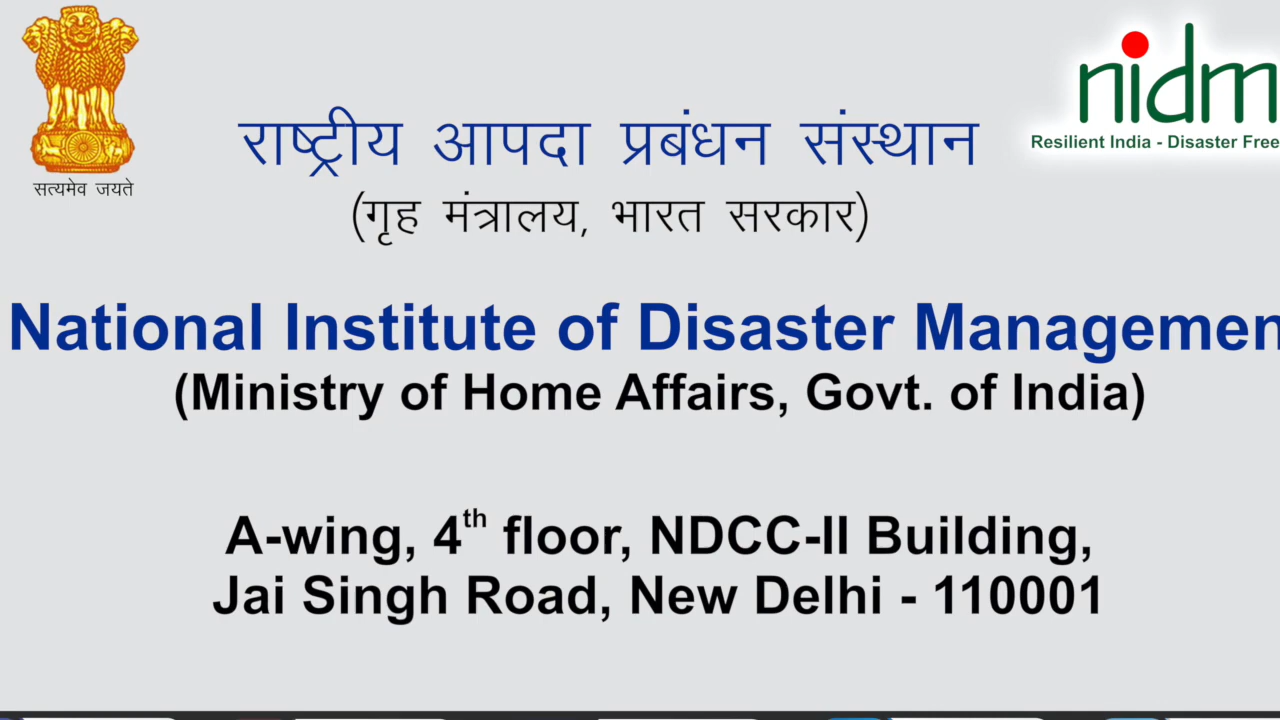 सत्यमेव जयते
nidm
Resilient India - Disaster Free
राष्ट्रीय आपदा प्रबंधन संस्थान
(गृह मंत्रालय, भारत सरकार)
National Institute of Disaster Managemen
(Ministry of Home Affairs, Govt. of India)
A-wing, 4th floor, NDCC-II Building,
Jai Singh Road, New Delhi - 110001